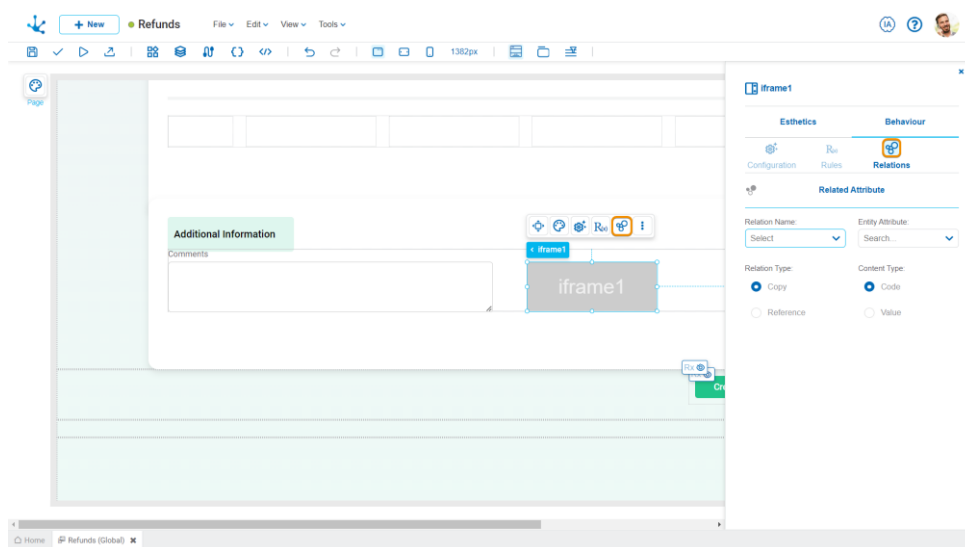 + New
Refunds
File
Edit
View
Tools
IA
?
1382px
Page
iframe1
Esthetics
Behaviour
Configuration
Rules
Relations
Related Attribute
Relation Name:
Entity Attribute:
Select
Search...
Relation Type:
Content Type:
Copy
Code
Reference
Value
Additional Information
Comments
< iframe1
iframe1
Rx
Home
Refunds (Global)